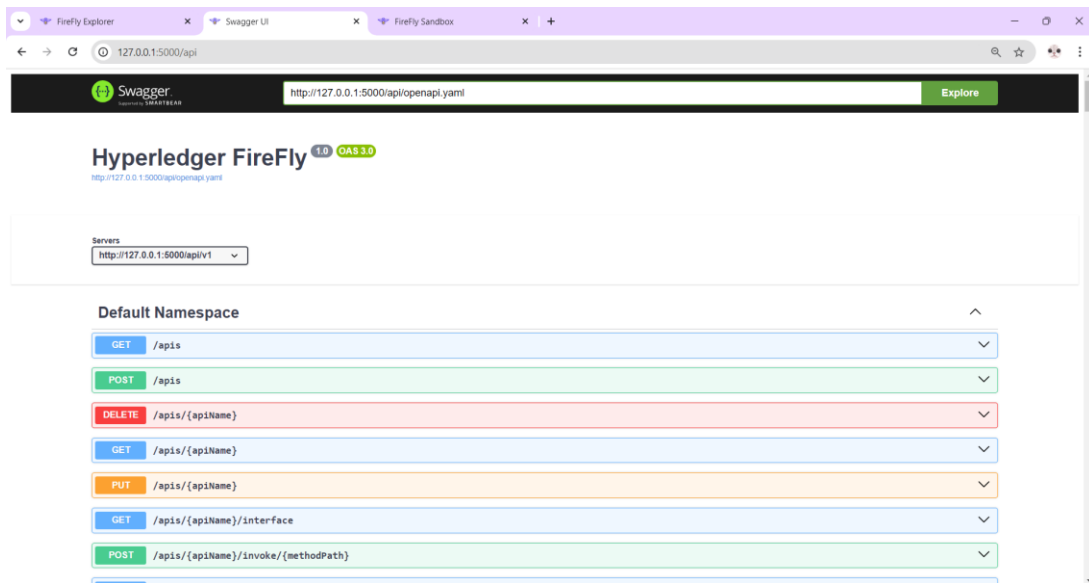 FireFly Explorer
Swagger UI
FireFly Sandbox
127.0.0.1:5000/api
Swagger.
Supported by SMARTBEAR
http://127.0.0.1:5000/api/openapi.yaml
Explore
Hyperledger FireFly 1.0 OAS 3.0
http://127.0.0.1:5000/api/openapi.yaml
Servers
http://127.0.0.1:5000/api/v1
Default Namespace
GET /apis
POST /apis
DELETE /apis/{apiName}
GET /apis/{apiName}
PUT /apis/{apiName}
GET /apis/{apiName}/interface
POST /apis/{apiName}/invoke/{methodPath}